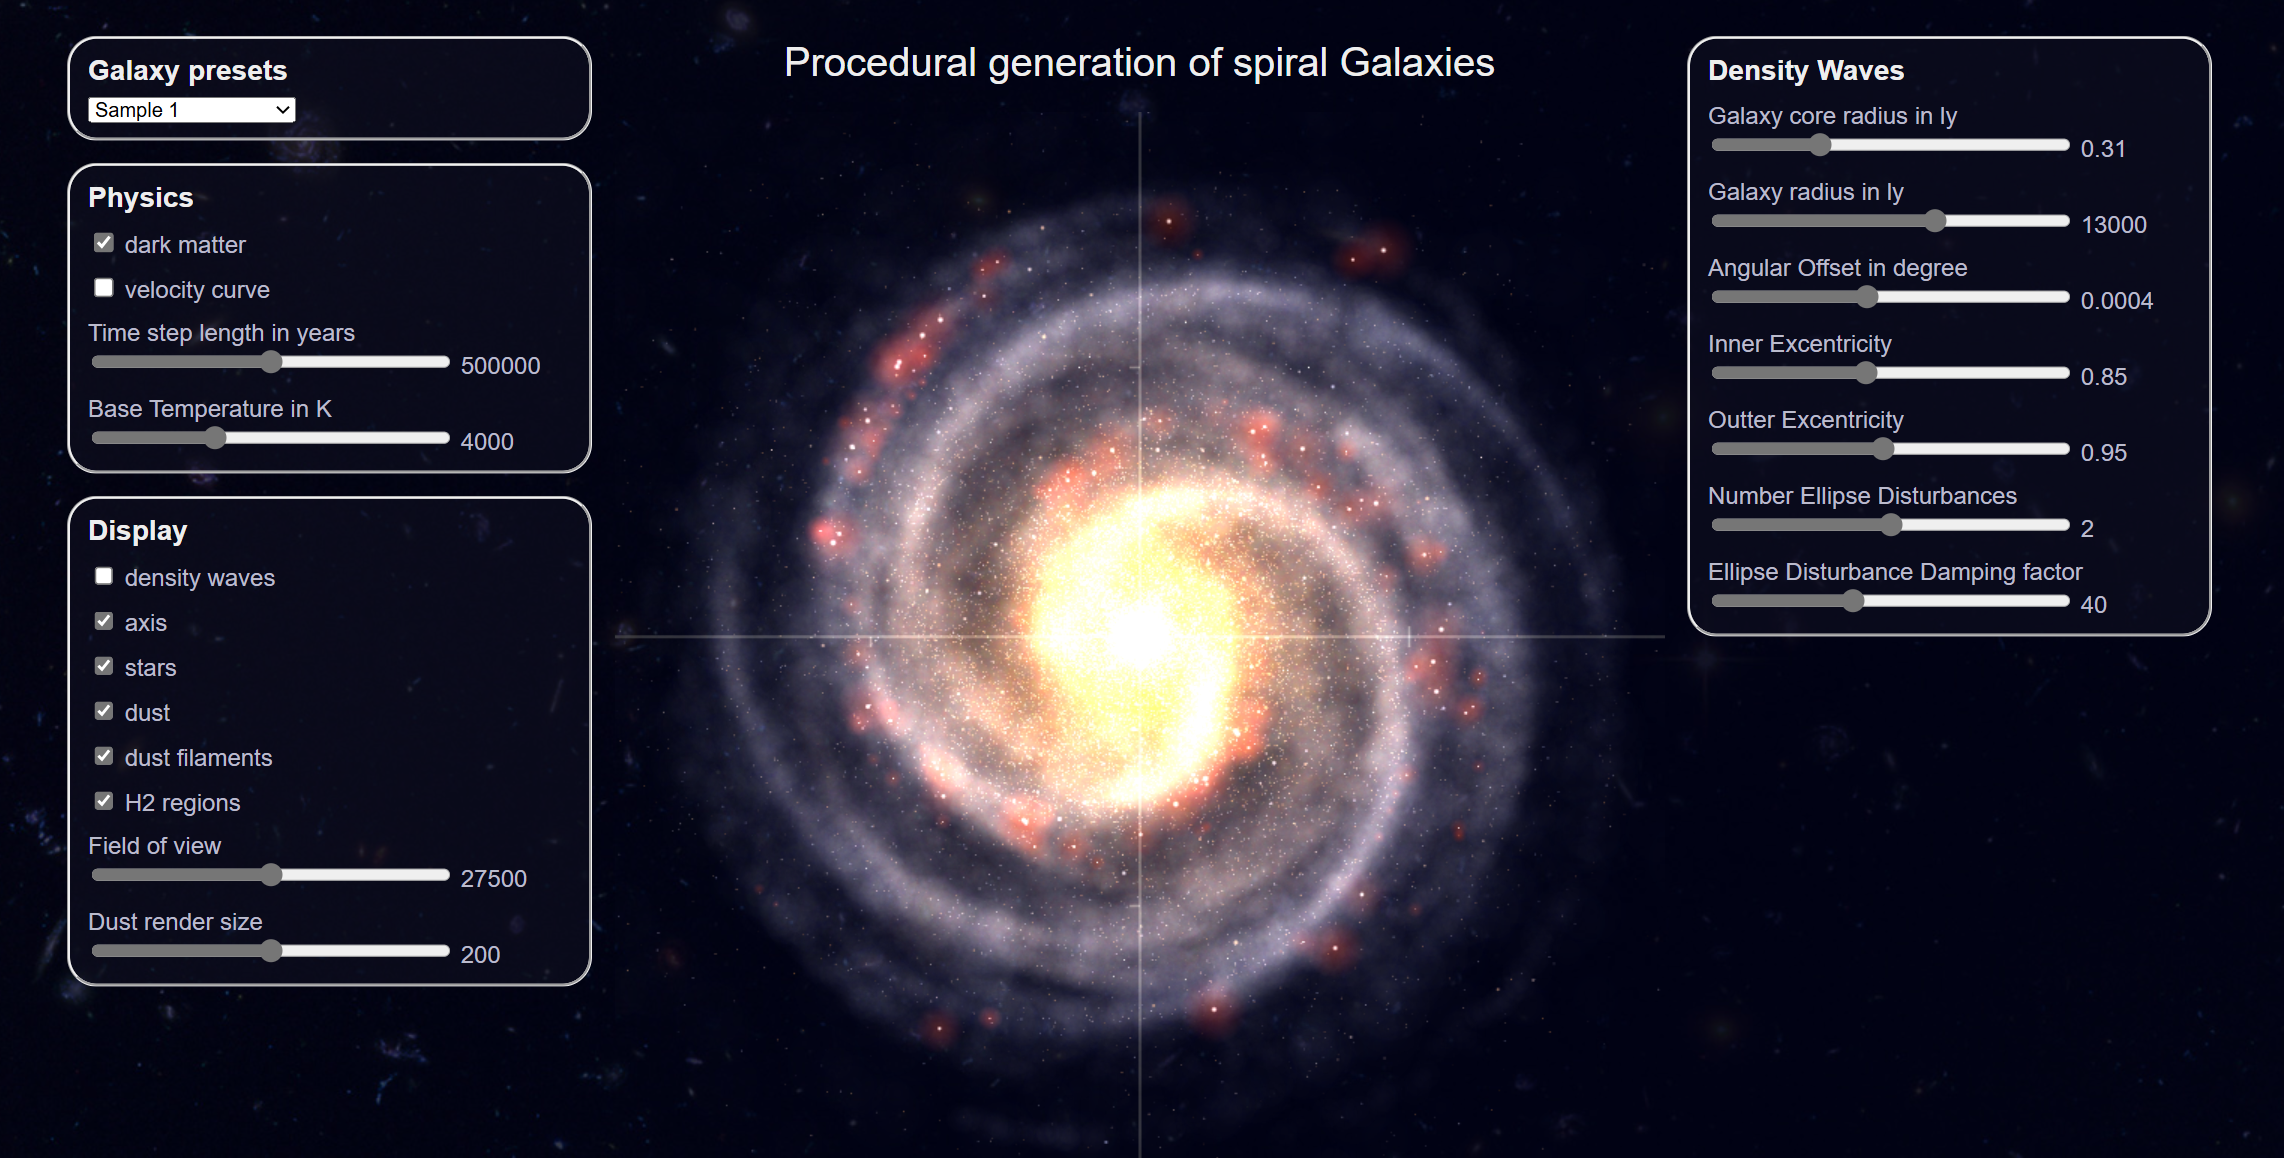 Procedural generation of spiral Galaxies
Galaxy presets
Sample 1
Physics
dark matter
velocity curve
Time step length in years
500000
Base Temperature in K
4000
Display
density waves
axis
stars
dust
dust filaments
H2 regions
Field of view
27500
Dust render size
200
Density Waves
Galaxy core radius in ly
0.31
Galaxy radius in ly
13000
Angular Offset in degree
0.0004
Inner Excentricity
0.85
Outter Excentricity
0.95
Number Ellipse Disturbances
2
Ellipse Disturbance Damping factor
40